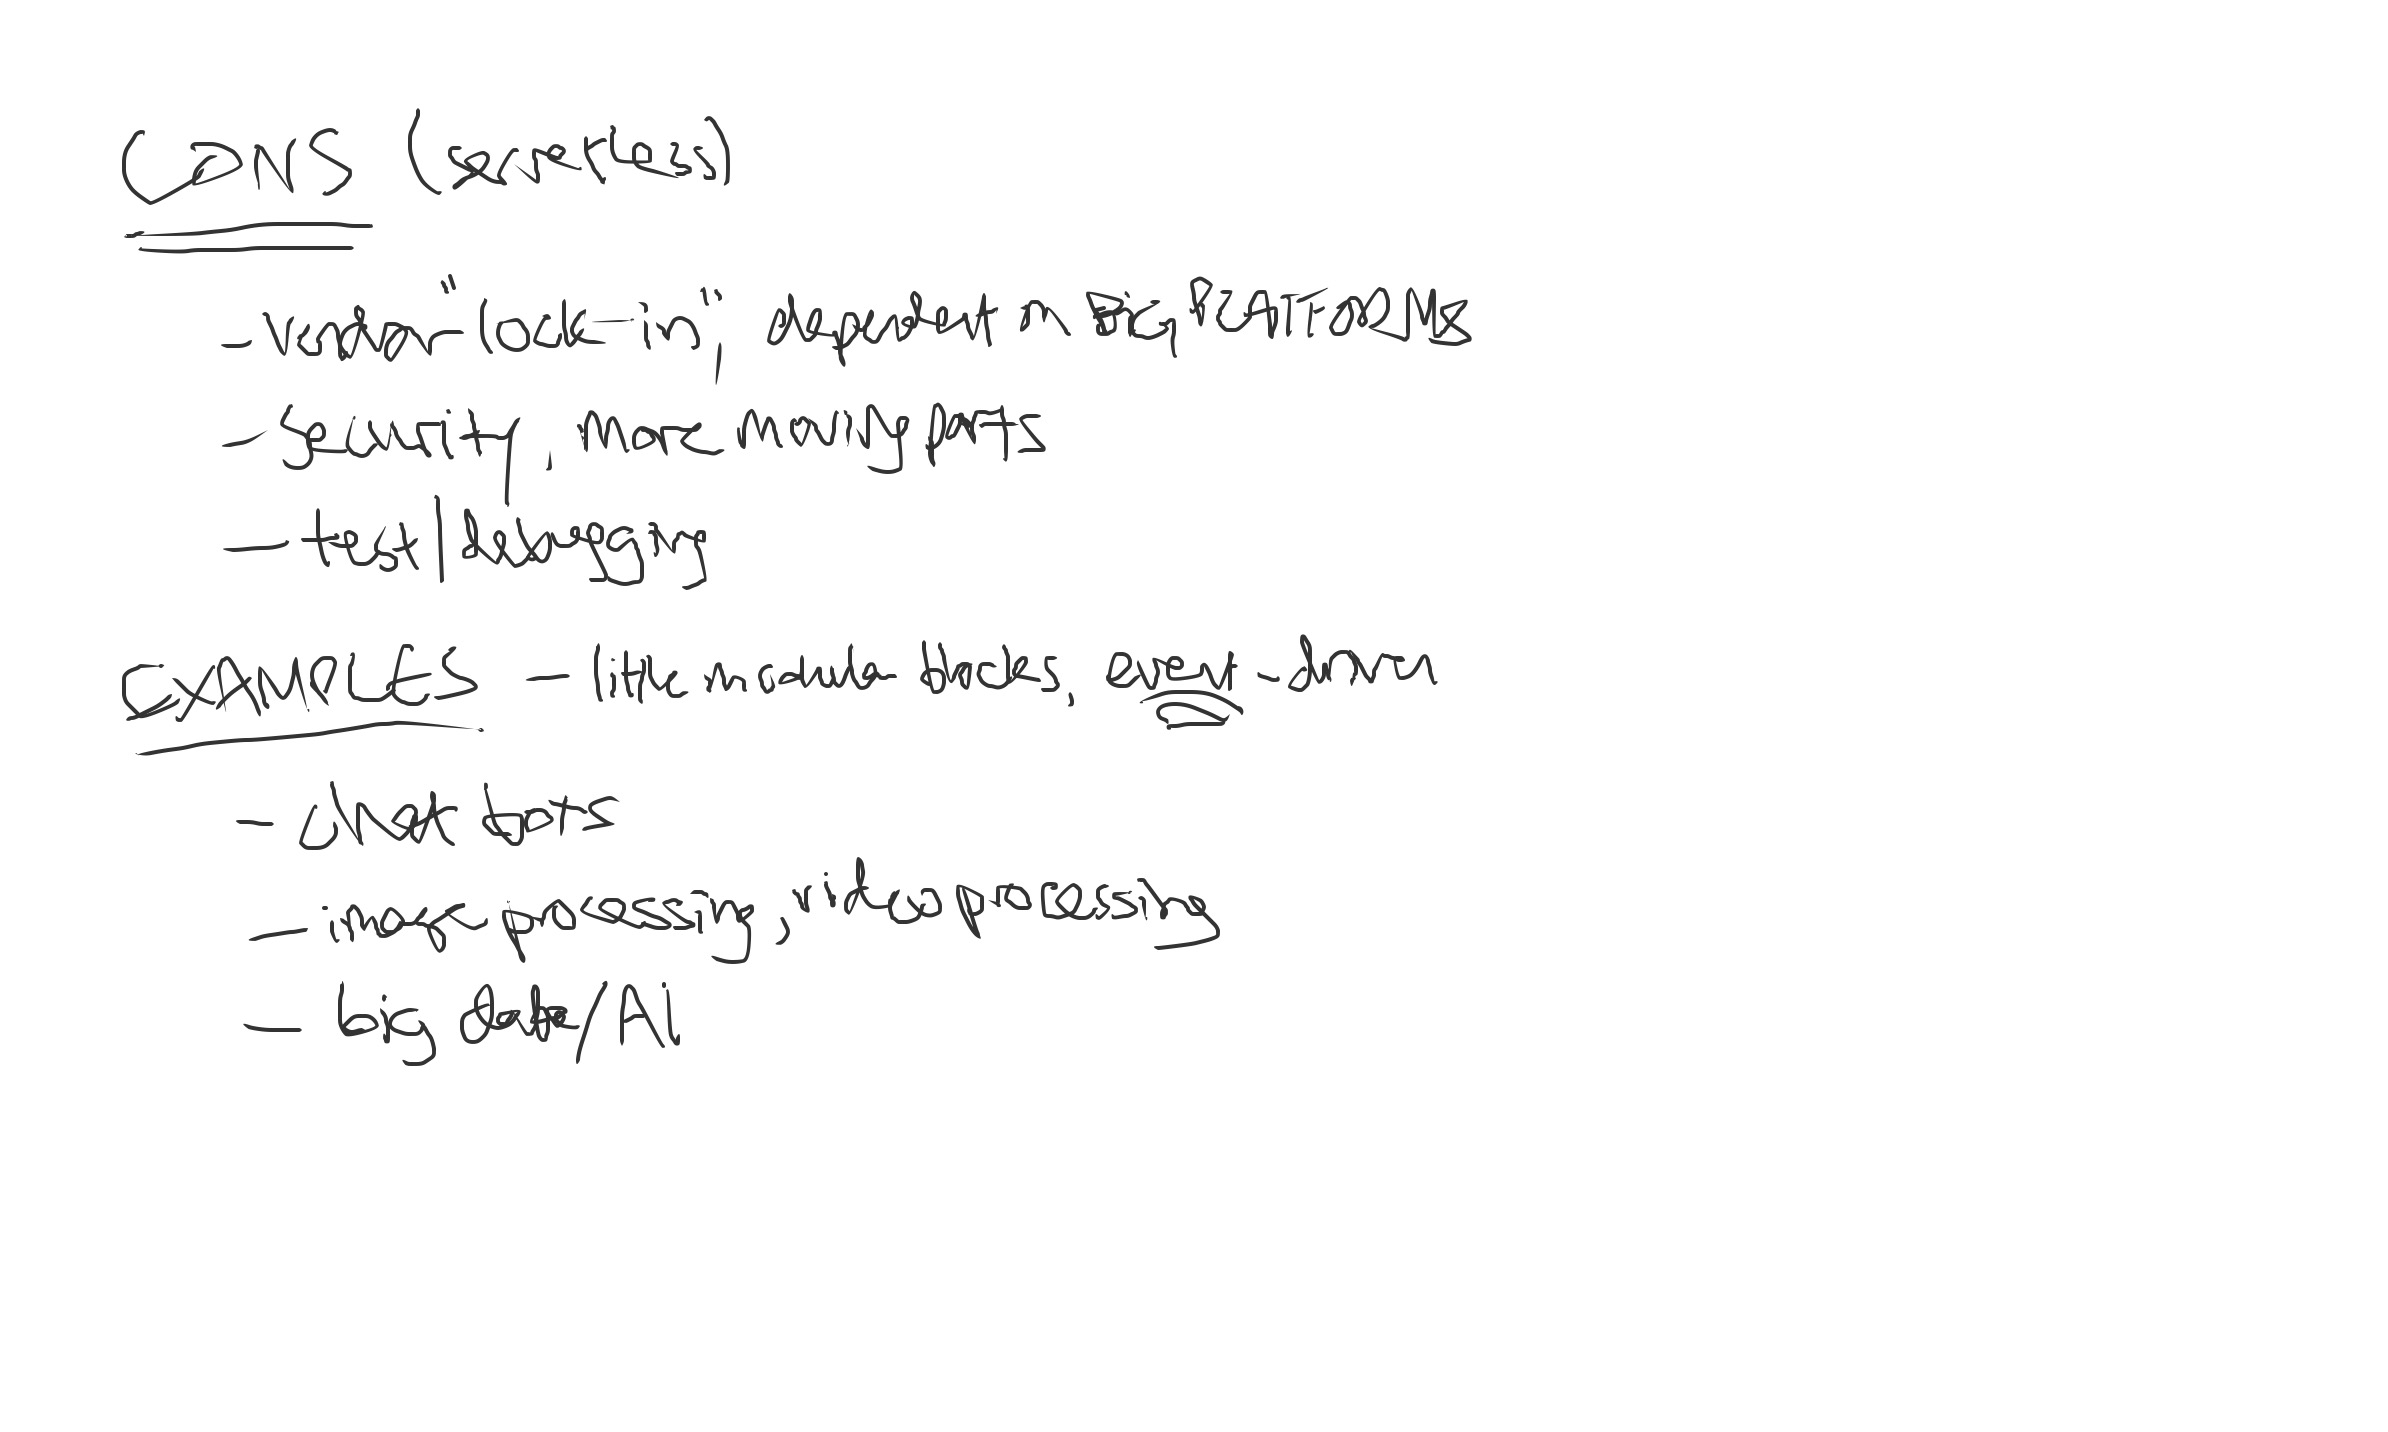 CONS (serverless)
- vendor "lock-in", dependent on BIG PLATFORMS
- security, more moving parts
- test/debugging
EXAMPLES - little modular blocks, event-driven
- chat bots
- image processing, video processing
- big data/AI